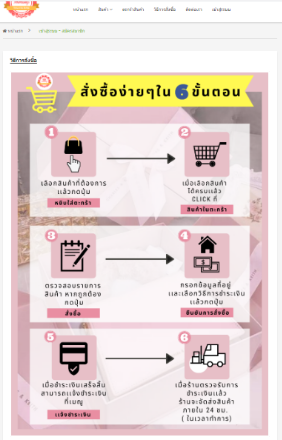 หน้าแรก
สินค้า
วิธีการสั่งซื้อ
หน้าแรก
วิธีการสั่งซื้อ
สั่งซื้อง่ายๆใน 6 ขั้นตอน
1
เลือกสินค้าที่ต้องการ
แล้วกดปุ่ม
หยิบใส่ตะกร้า
2
เมื่อเลือกสินค้า
ได้ครบแล้ว
CLICK ที่
สินค้าในตะกร้า
3
ตรวจสอบรายการ
สินค้า หากถูกต้อง
กดปุ่ม
สั่งซื้อ
4
กรอกข้อมูลที่อยู่
และเลือกวิธีการชำระเงิน
แล้วกดปุ่ม
ยืนยันการสั่งซื้อ
5
เมื่อชำระเงินเสร็จสิ้น
สามารถแจ้งชำระเงิน
ที่เมนู
แจ้งชำระเงิน
6
เมื่อร้านตรวจรับการ
ชำระเงินแล้ว
ร้านจะจัดส่งสินค้า
ภายใน 24 ชม.
( ในเวลาทำการ)